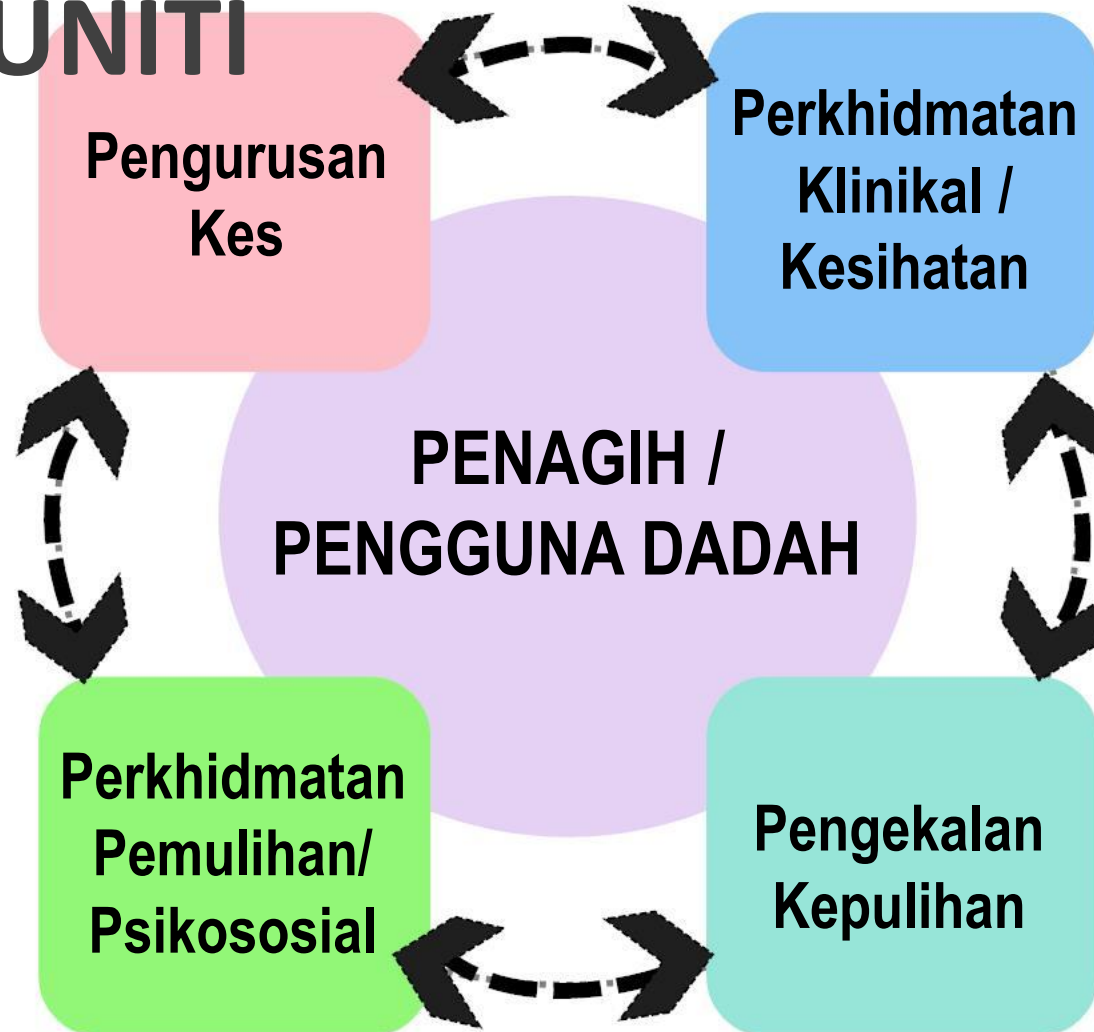 UNITI
Pengurusan
Kes
Perkhidmatan
Klinikal /
Kesihatan
PENAGIH /
PENGGUNA DADAH
Perkhidmatan
Pemulihan/
Psikososial
Pengekalan
Kepulihan